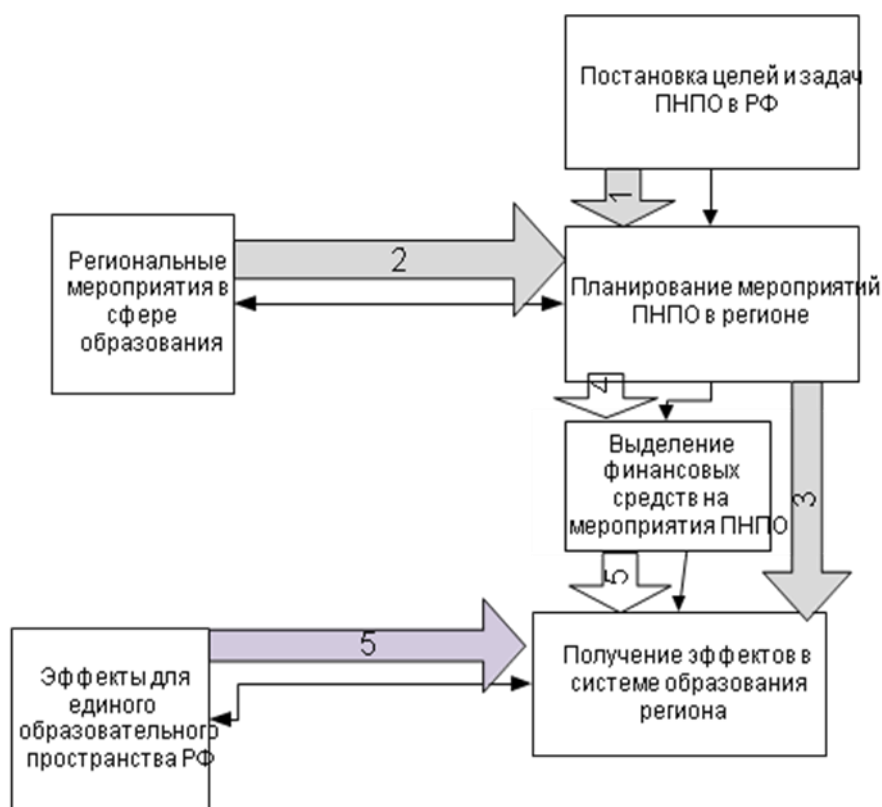 Постановка целей и задач
ПНПО в РФ
1
Региональные
мероприятия в
сфере
образования
2
Планирование мероприятий
ПНПО в регионе
4
3
Выделение
финансовых
средств на
мероприятия ПНПО
5
Эффекты для
единого
образовательного
пространства РФ
5
Получение эффектов в
системе образования
региона